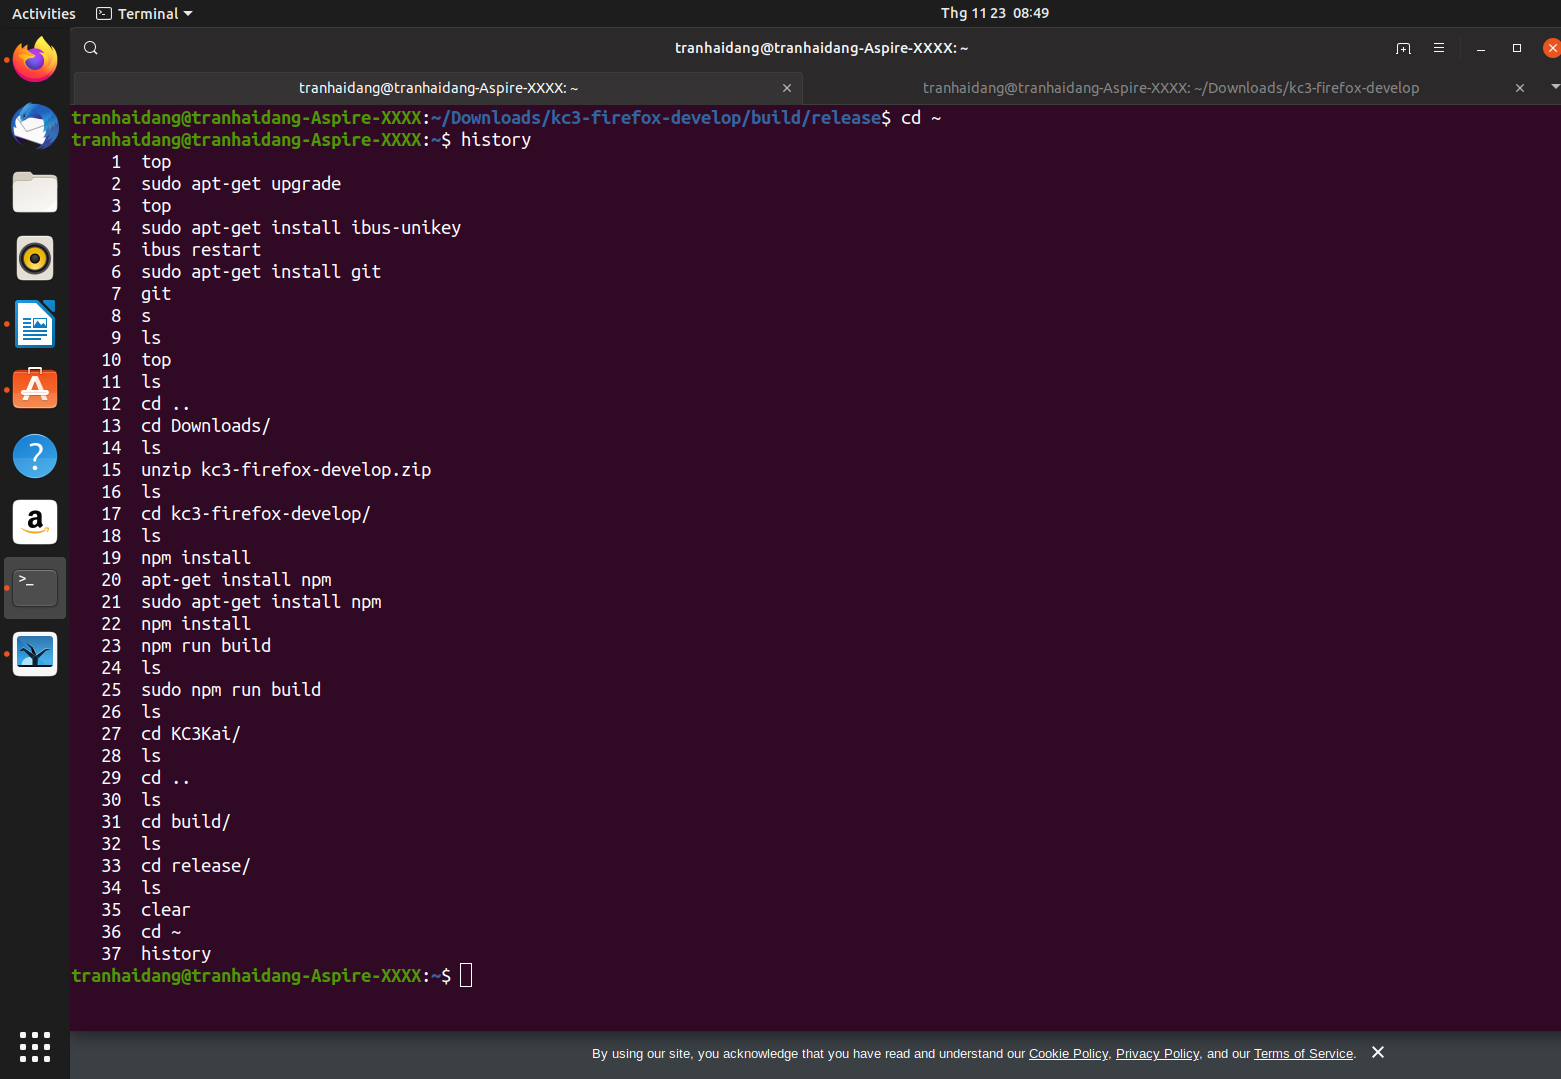 Activities Terminal Thg 11 23 08:49
tranhaidang@tranhaidang-Aspire-XXXX: ~
tranhaidang@tranhaidang-Aspire-XXXX: ~ tranhaidang@tranhaidang-Aspire-XXXX: ~/Downloads/kc3-firefox-develop
tranhaidang@tranhaidang-Aspire-XXXX:~/Downloads/kc3-firefox-develop/build/release$ cd ~
tranhaidang@tranhaidang-Aspire-XXXX:~$ history
1 top
2 sudo apt-get upgrade
3 top
4 sudo apt-get install ibus-unikey
5 ibus restart
6 sudo apt-get install git
7 git
8 s
9 ls
10 top
11 ls
12 cd ..
13 cd Downloads/
14 ls
15 unzip kc3-firefox-develop.zip
16 ls
17 cd kc3-firefox-develop/
18 ls
19 npm install
20 apt-get install npm
21 sudo apt-get install npm
22 npm install
23 npm run build
24 ls
25 sudo npm run build
26 ls
27 cd KC3Kai/
28 ls
29 cd ..
30 ls
31 cd build/
32 ls
33 cd release/
34 ls
35 clear
36 cd ~
37 history
tranhaidang@tranhaidang-Aspire-XXXX:~$
By using our site, you acknowledge that you have read and understand our Cookie Policy, Privacy Policy, and our Terms of Service.